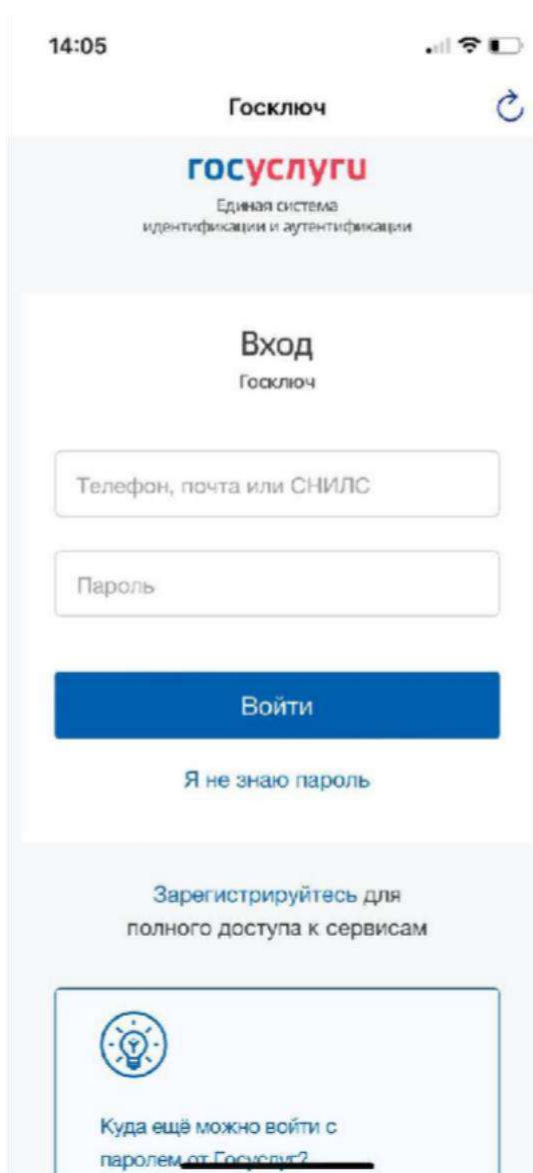 14:05
Госключ
госуслуги
Единая система
идентификации и аутентификации
Вход
Госключ
Телефон, почта или СНИЛС
Пароль
Войти
Я не знаю пароль
Зарегистрируйтесь для
полного доступа к сервисам
Куда ещё можно войти с
паролем от Госуслуг?